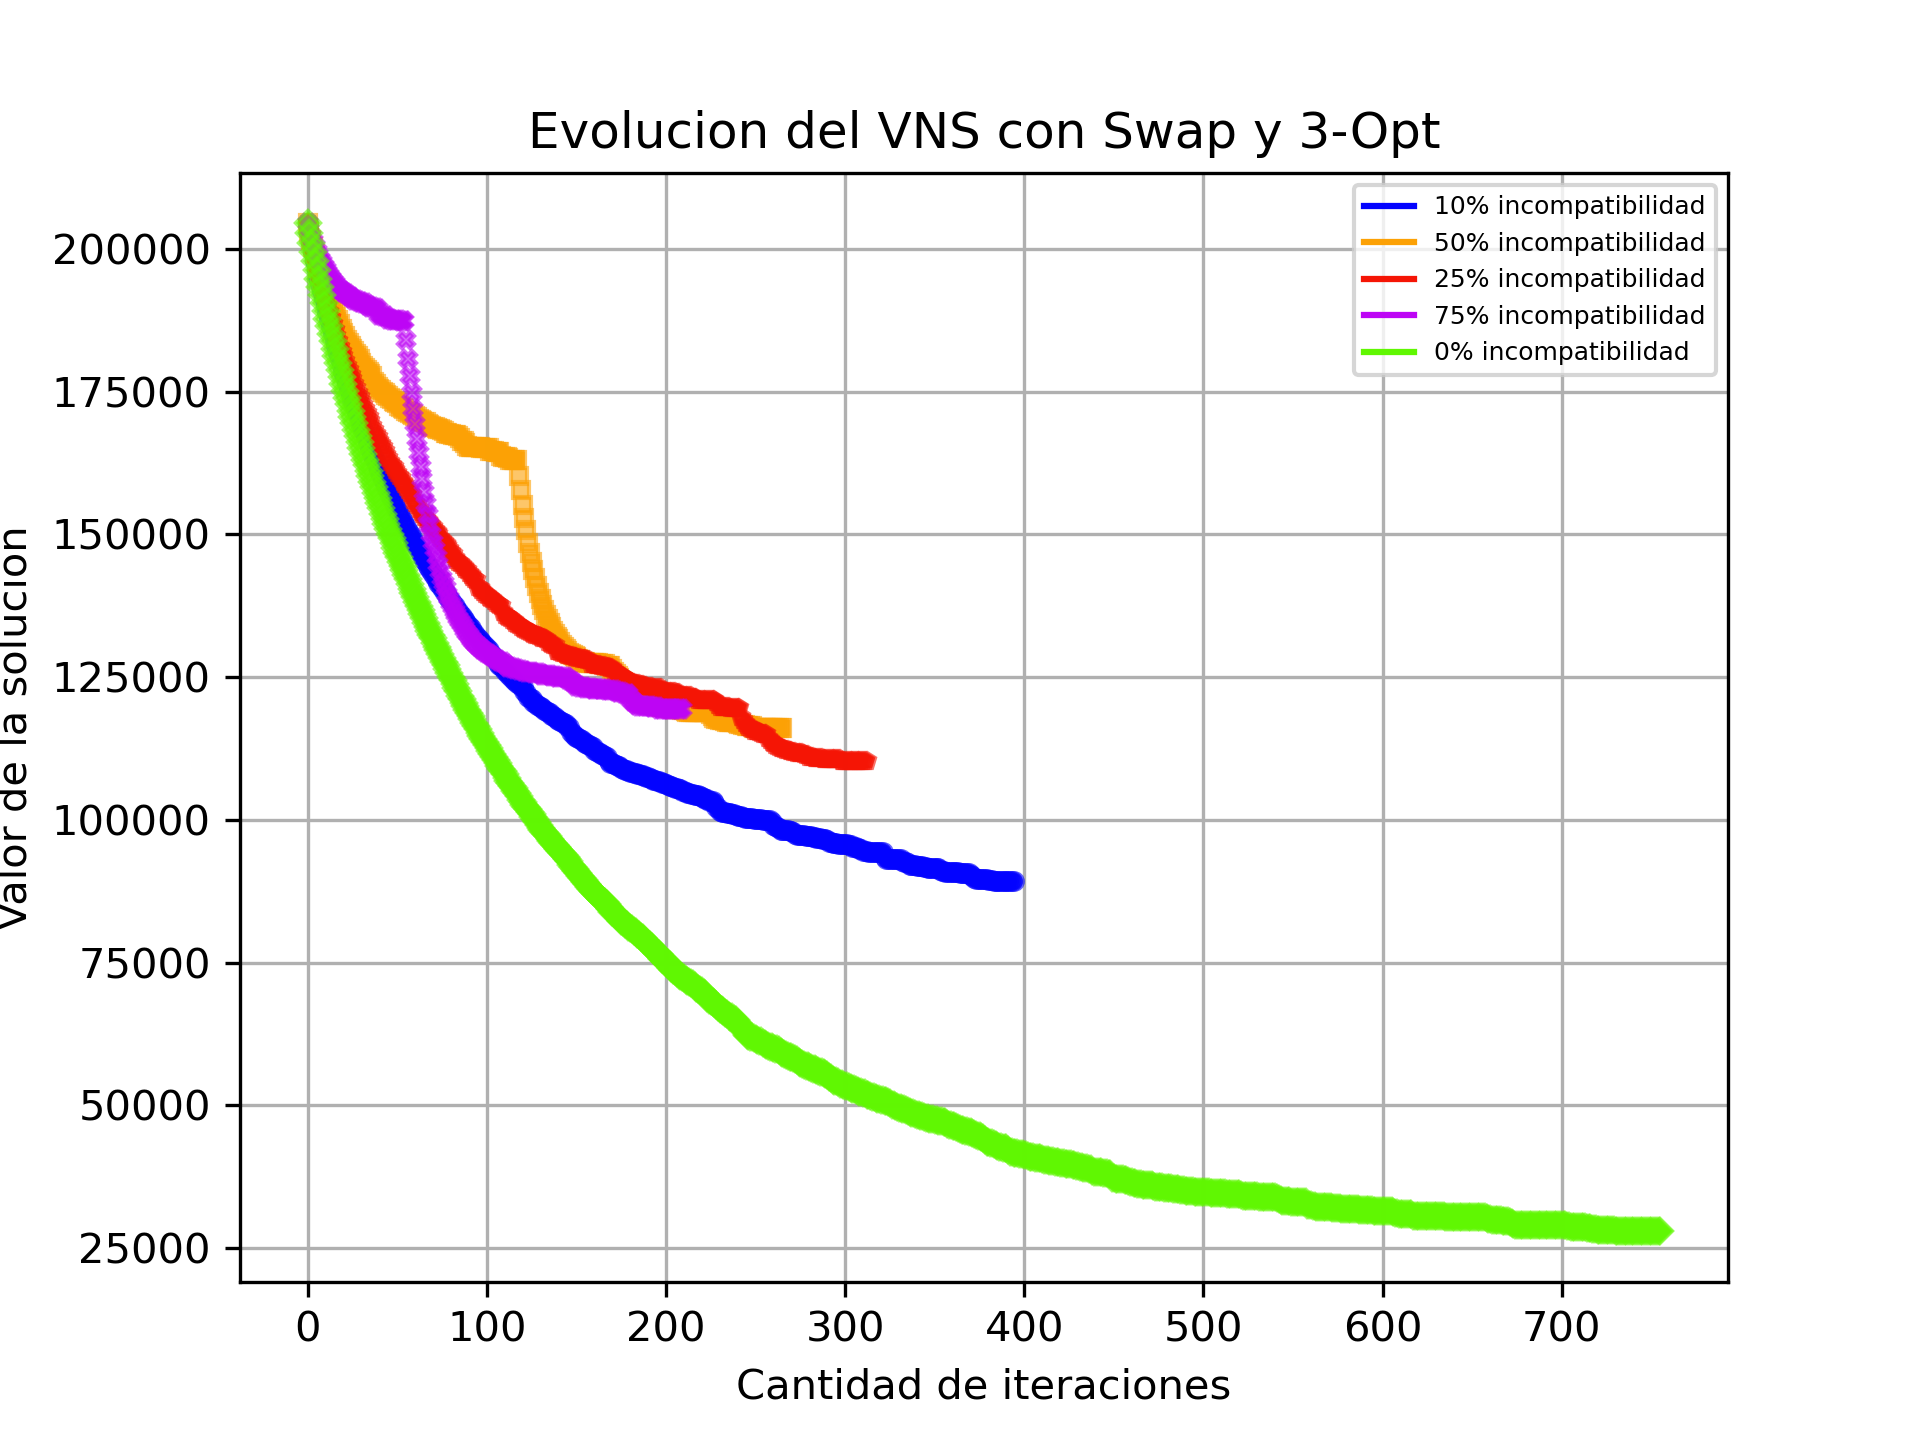 Evolucion del VNS con Swap y 3-Opt
10% incompatibilidad
50% incompatibilidad
25% incompatibilidad
75% incompatibilidad
0% incompatibilidad
Valor de la solucion
200000
175000
150000
125000
100000
75000
50000
25000
0 100 200 300 400 500 600 700
Cantidad de iteraciones